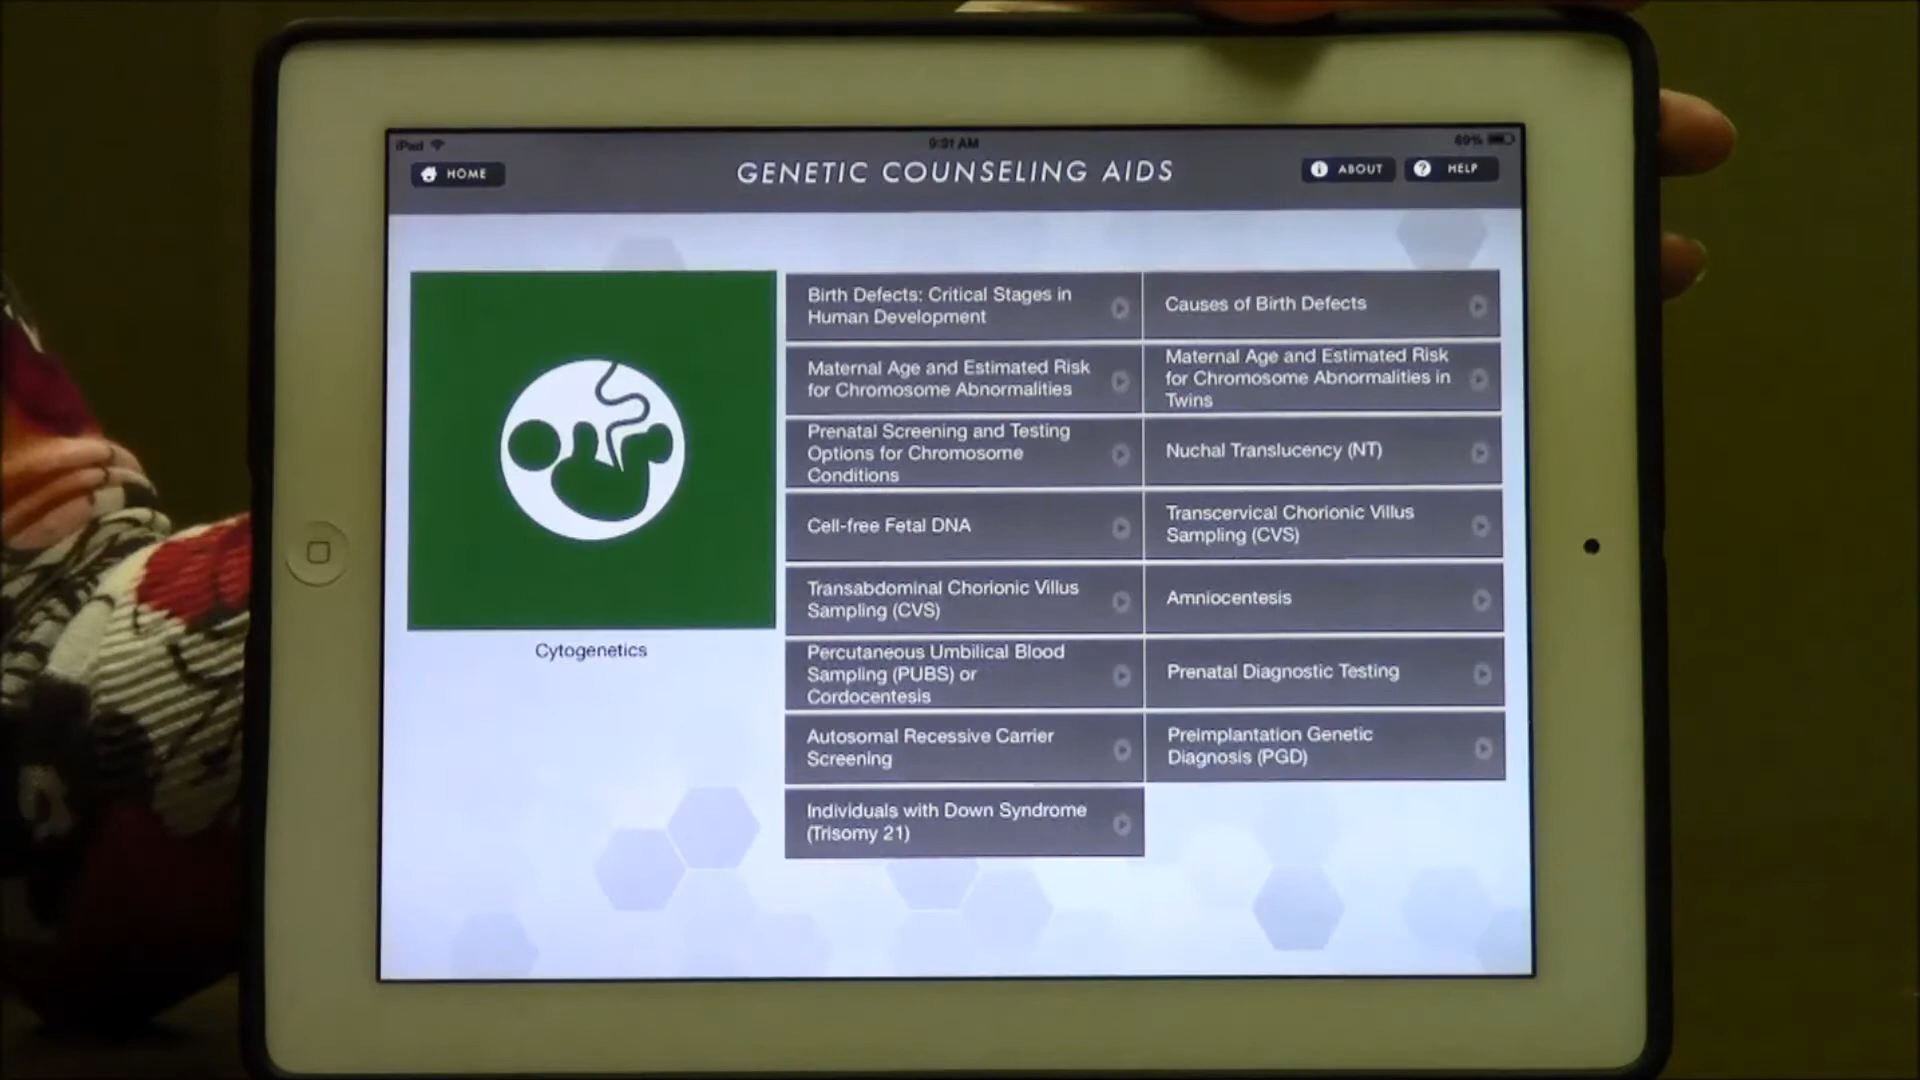 iPad
9:31 AM
69%
HOME
GENETIC COUNSELING AIDS
ABOUT
HELP
Birth Defects: Critical Stages in
Human Development
Causes of Birth Defects
Maternal Age and Estimated Risk
for Chromosome Abnormalities
Maternal Age and Estimated Risk
for Chromosome Abnormalities in
Twins
Prenatal Screening and Testing
Options for Chromosome
Conditions
Nuchal Translucency (NT)
Cell-free Fetal DNA
Transcervical Chorionic Villus
Sampling (CVS)
Transabdominal Chorionic Villus
Sampling (CVS)
Amniocentesis
Percutaneous Umbilical Blood
Sampling (PUBS) or
Cordocentesis
Prenatal Diagnostic Testing
Autosomal Recessive Carrier
Screening
Preimplantation Genetic
Diagnosis (PGD)
Individuals with Down Syndrome
(Trisomy 21)
Cytogenetics